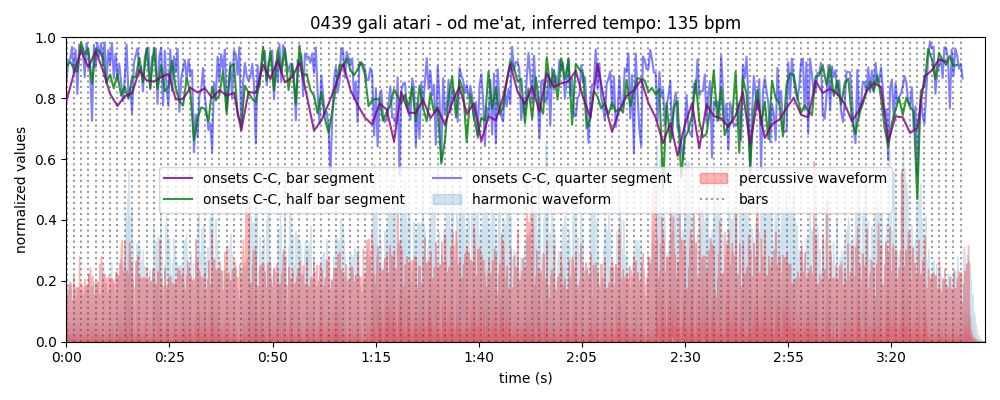 0439 gali atari - od me'at, inferred tempo: 135 bpm
normalized values
1.0
0.8
0.6
0.4
0.2
0.0
onsets C-C, bar segment
onsets C-C, half bar segment
onsets C-C, quarter segment
harmonic waveform
percussive waveform
bars
0:00 0:25 0:50 1:15 1:40 2:05 2:30 2:55 3:20
time (s)